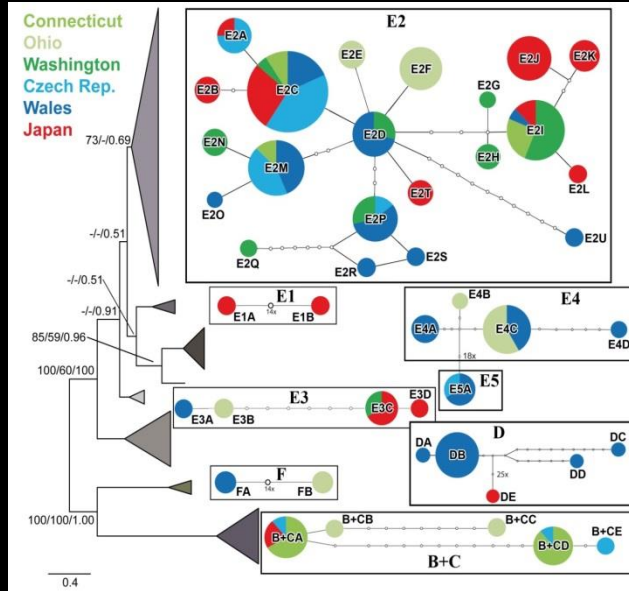 Connecticut
Ohio
Washington
Czech Rep.
Wales
Japan
E2
E2A
E2B
E2C
E2E
E2F
E2D
E2G
E2H
E2I
E2J
E2K
E2L
E2N
E2M
E2O
E2T
E2P
E2Q
E2R
E2S
E2U
73/-/0.69
-/-/0.51
-/-/0.51
-/-/0.91
85/59/0.96
100/60/100
100/100/1.00
E1
E1A
14x
E1B
E4
E4A
E4B
E4C
E4D
18x
E5
E5A
E3
E3A
E3B
E3C
E3D
D
DA
DB
DC
DD
25x
DE
F
FA
14x
FB
B+CA
B+CB
B+CC
B+CD
B+CE
B+C
0.4